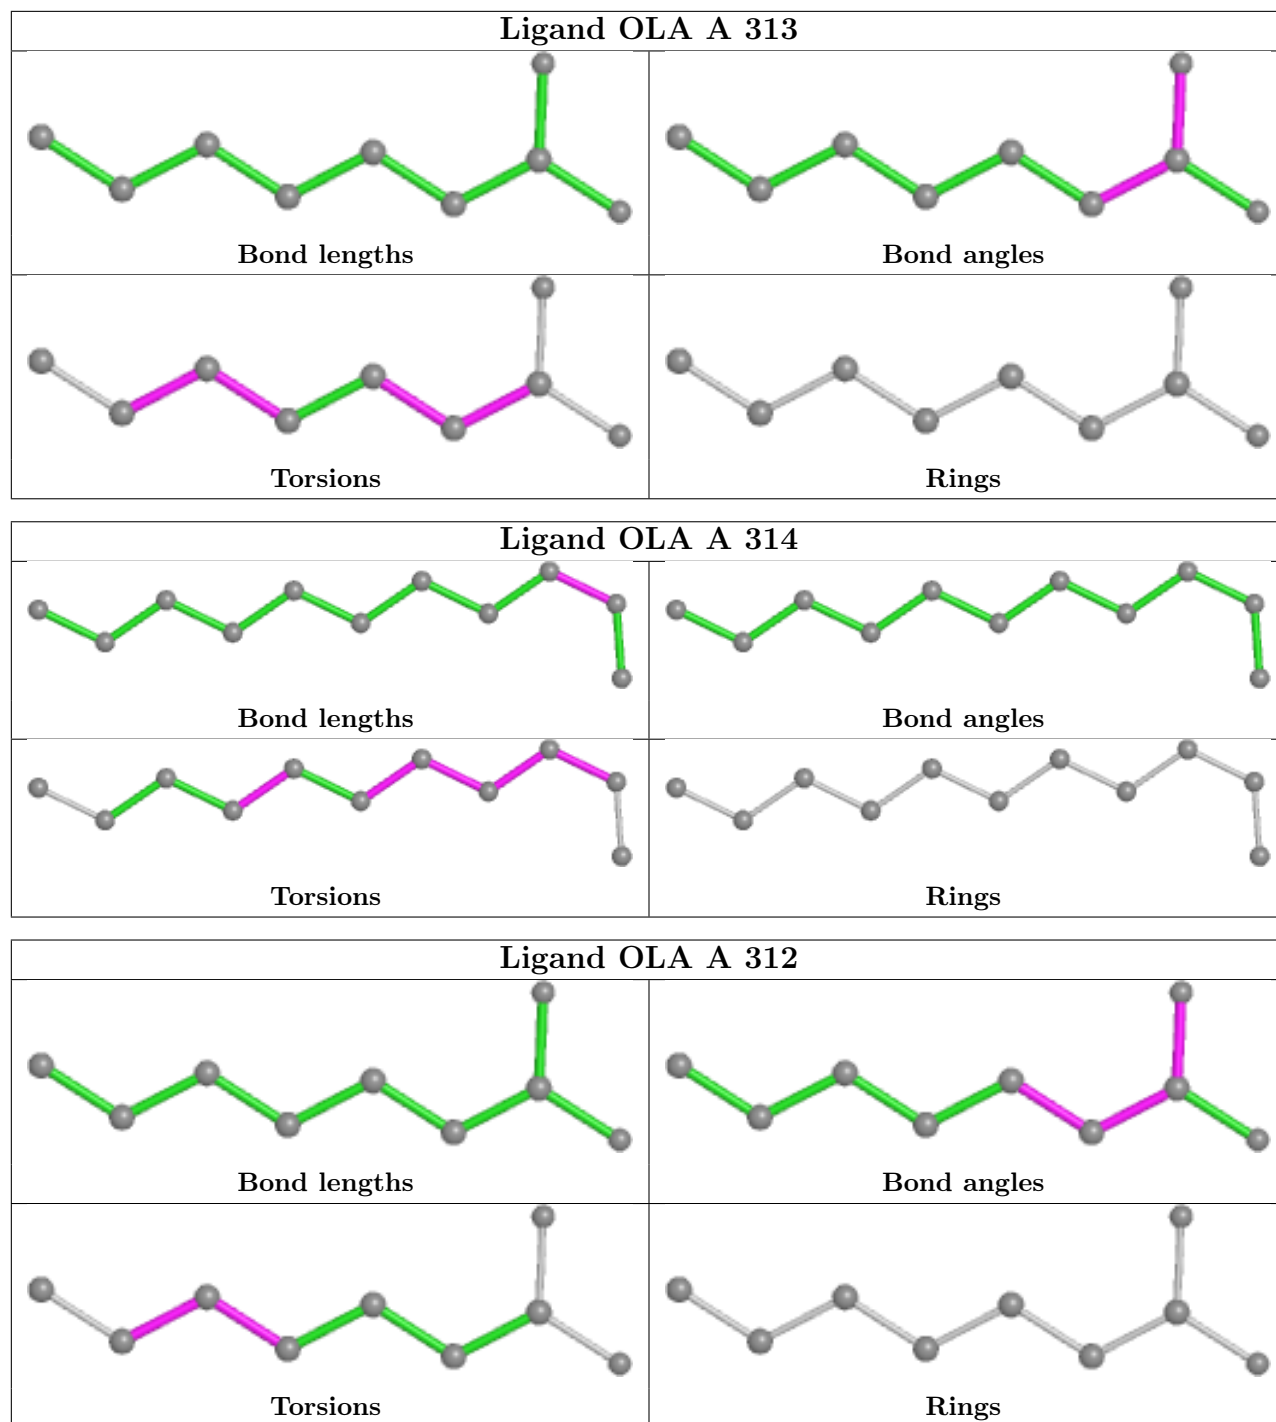 Ligand OLA A 313
Bond lengths
Bond angles
Torsions
Rings
Ligand OLA A 314
Bond lengths
Bond angles
Torsions
Rings
Ligand OLA A 312
Bond lengths
Bond angles
Torsions
Rings